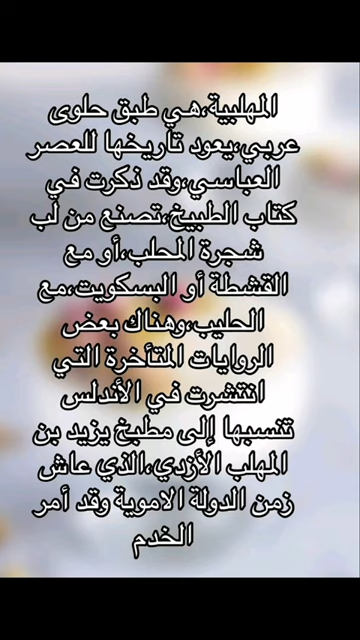 المهلبية،هي طبق حلوى
عربي،يعود تاريخها للعصر
العباسي،وقد ذكرت في
كتاب الطبيخ،تصنع من لب
شجرة المحلب،أو مع
القشطة أو البسكويت،مع
الحليب،وهناك بعض
الروايات المتأخرة التي
انتشرت في الأندلس
تنسبها إلى مطبخ يزيد بن
المهلب الأزدي،الذي عاش
زمن الدولة الاموية وقد أمر
الخدم